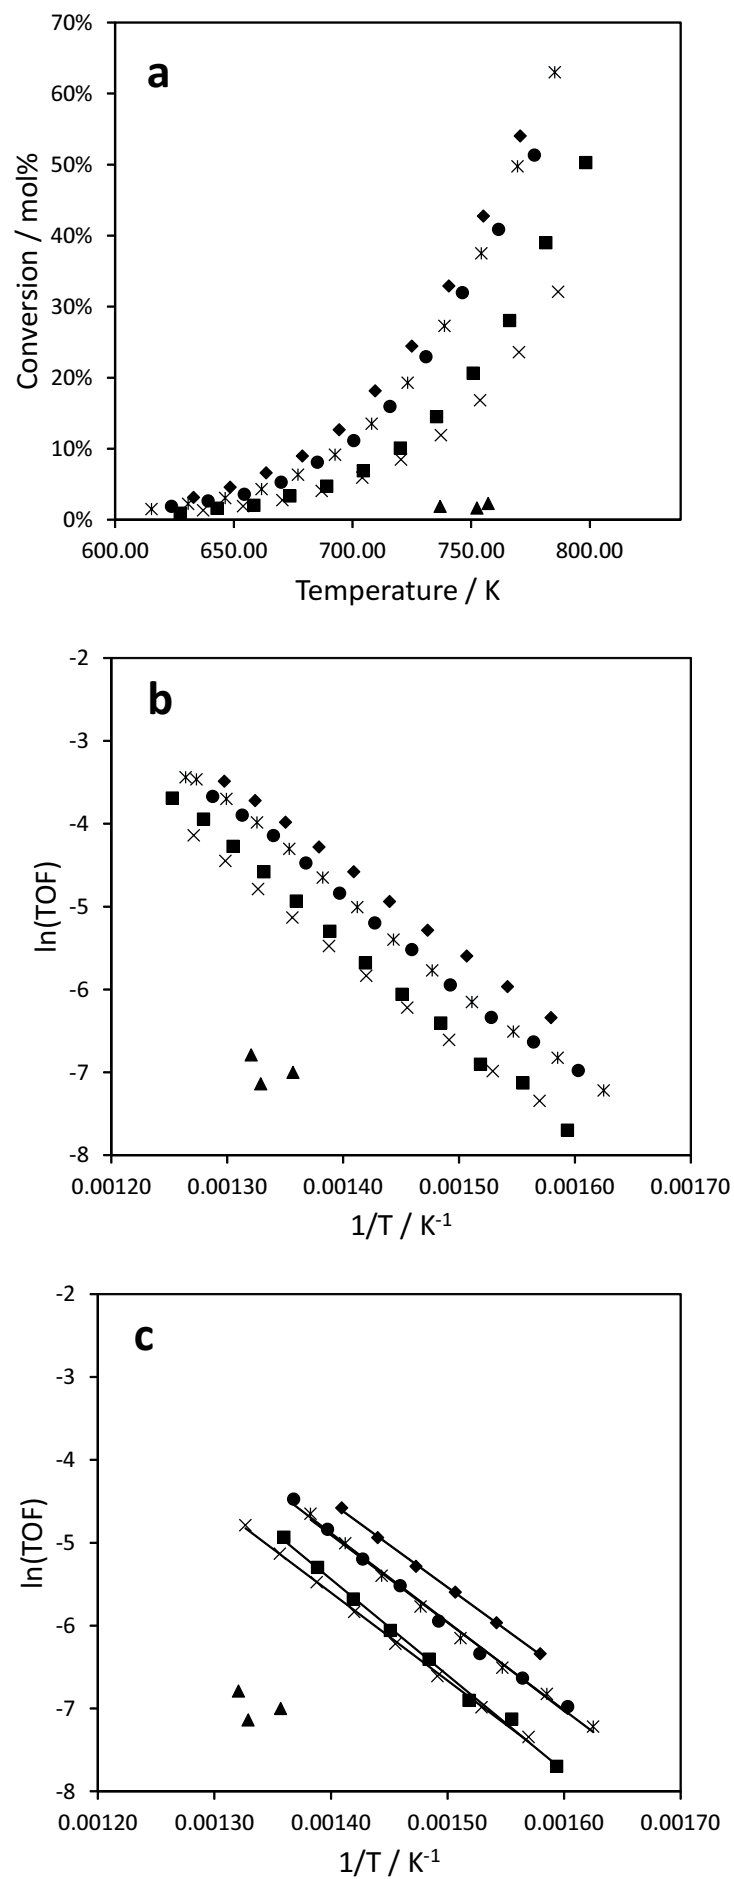 a
70%
60%
50%
40%
30%
20%
10%
0%
Conversion / mol%
600.00 650.00 700.00 750.00 800.00
Temperature / K
b
-2
-3
-4
-5
-6
-7
-8
ln(TOF)
0.00120 0.00130 0.00140 0.00150 0.00160 0.00170
1/T / K⁻¹
c
-2
-3
-4
-5
-6
-7
-8
ln(TOF)
0.00120 0.00130 0.00140 0.00150 0.00160 0.00170
1/T / K⁻¹